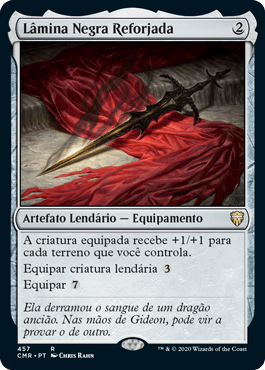 Lâmina Negra Reforjada 2
Artefato Lendário — Equipamento
A criatura equipada recebe +1/+1 para
cada terreno que você controla.
Equipar criatura lendária 3
Equipar 7
Ela derramou o sangue de um dragão
ancião. Nas mãos de Gideon, pode vir a
provar o de outro.
457 R
CMR • PT Chris Rahn
™ & © 2020 Wizards of the Coast